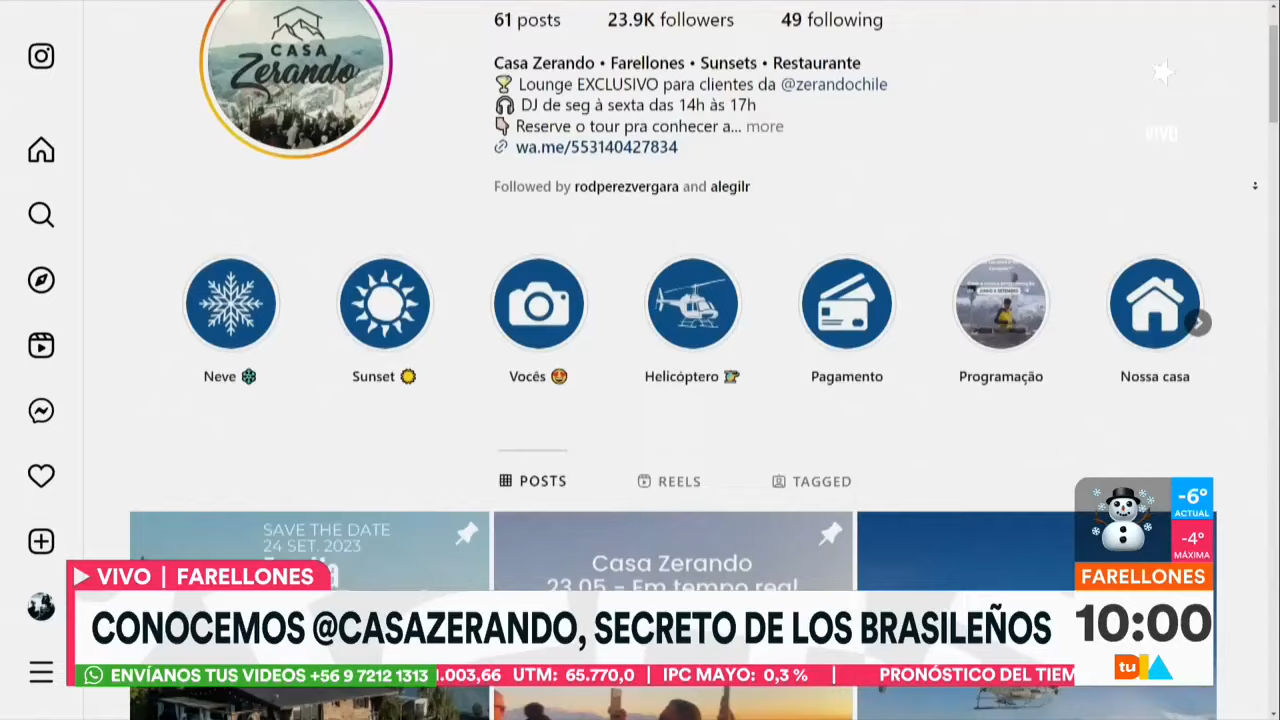 61 posts 23.9K followers 49 following
CASA
Zerando
Casa Zerando • Farellones • Sunsets • Restaurante
🏆 Lounge EXCLUSIVO para clientes da @zerandochile
🎧 DJ de seg à sexta das 14h às 17h
👇🏻 Reserve o tour pra conhecer a... more
wa.me/553140427834
VIVO
Followed by rodperezvergara and alegilr
Neve Sunset Vocês Helicóptero Pagamento Programação Nossa casa
POSTS REELS TAGGED
SAVE THE DATE
24 SET. 2023
Casa Zerando
23.05 - Em tempo real
-6°
ACTUAL
-4°
MÁXIMA
FARELLONES
10:00
tu
VIVO | FARELLONES
CONOCEMOS @CASAZERANDO, SECRETO DE LOS BRASILEÑOS
ENVÍANOS TUS VIDEOS +56 9 7212 1313 1.003,66 | UTM: 65.770,0 | IPC MAYO: 0,3 % | PRONÓSTICO DEL TIEM